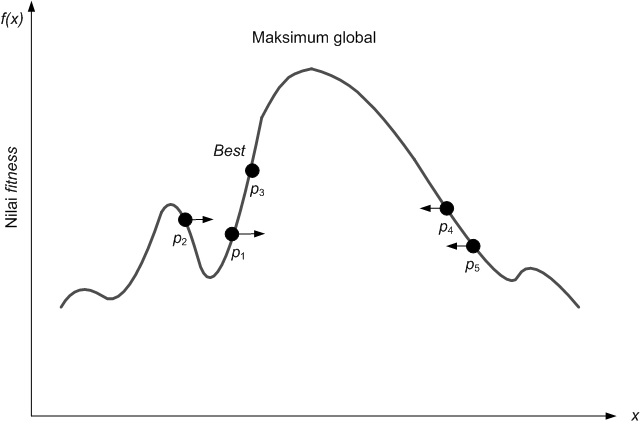 f(x)
Maksimum global
Nilai fitness
Best
p3
p2
p1
p4
p5
x